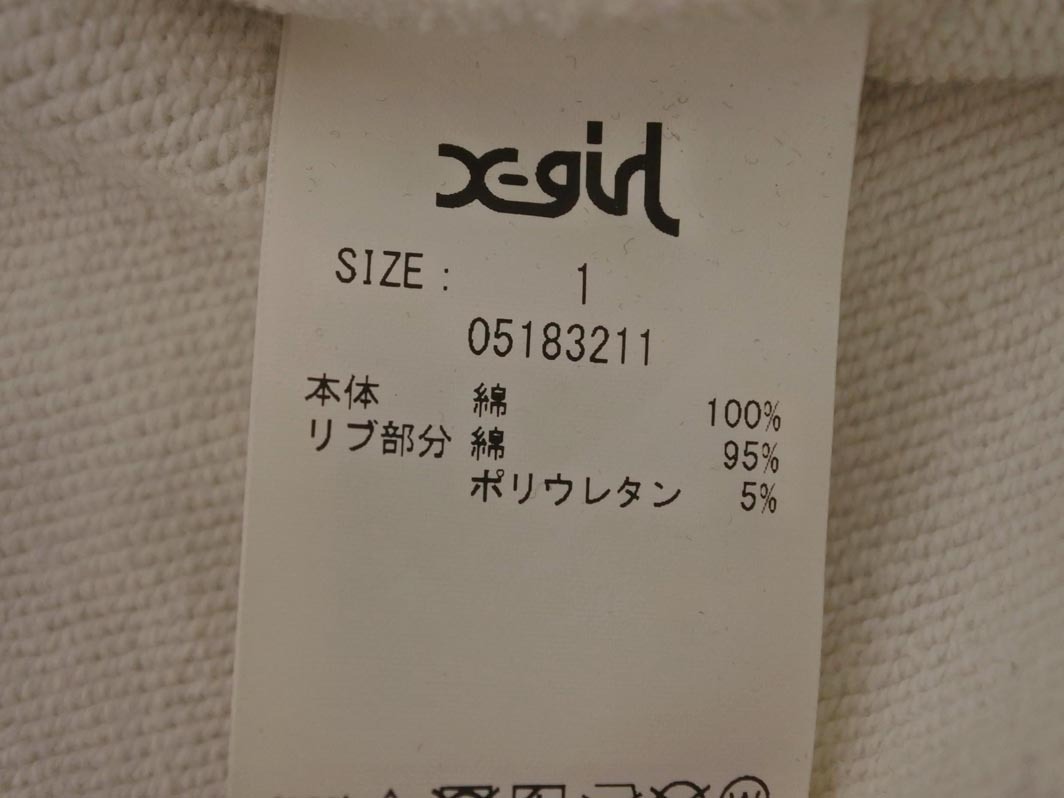 X-girl
SIZE : 1
05183211
本体 綿 100%
リブ部分 綿 95%
ポリウレタン 5%
W